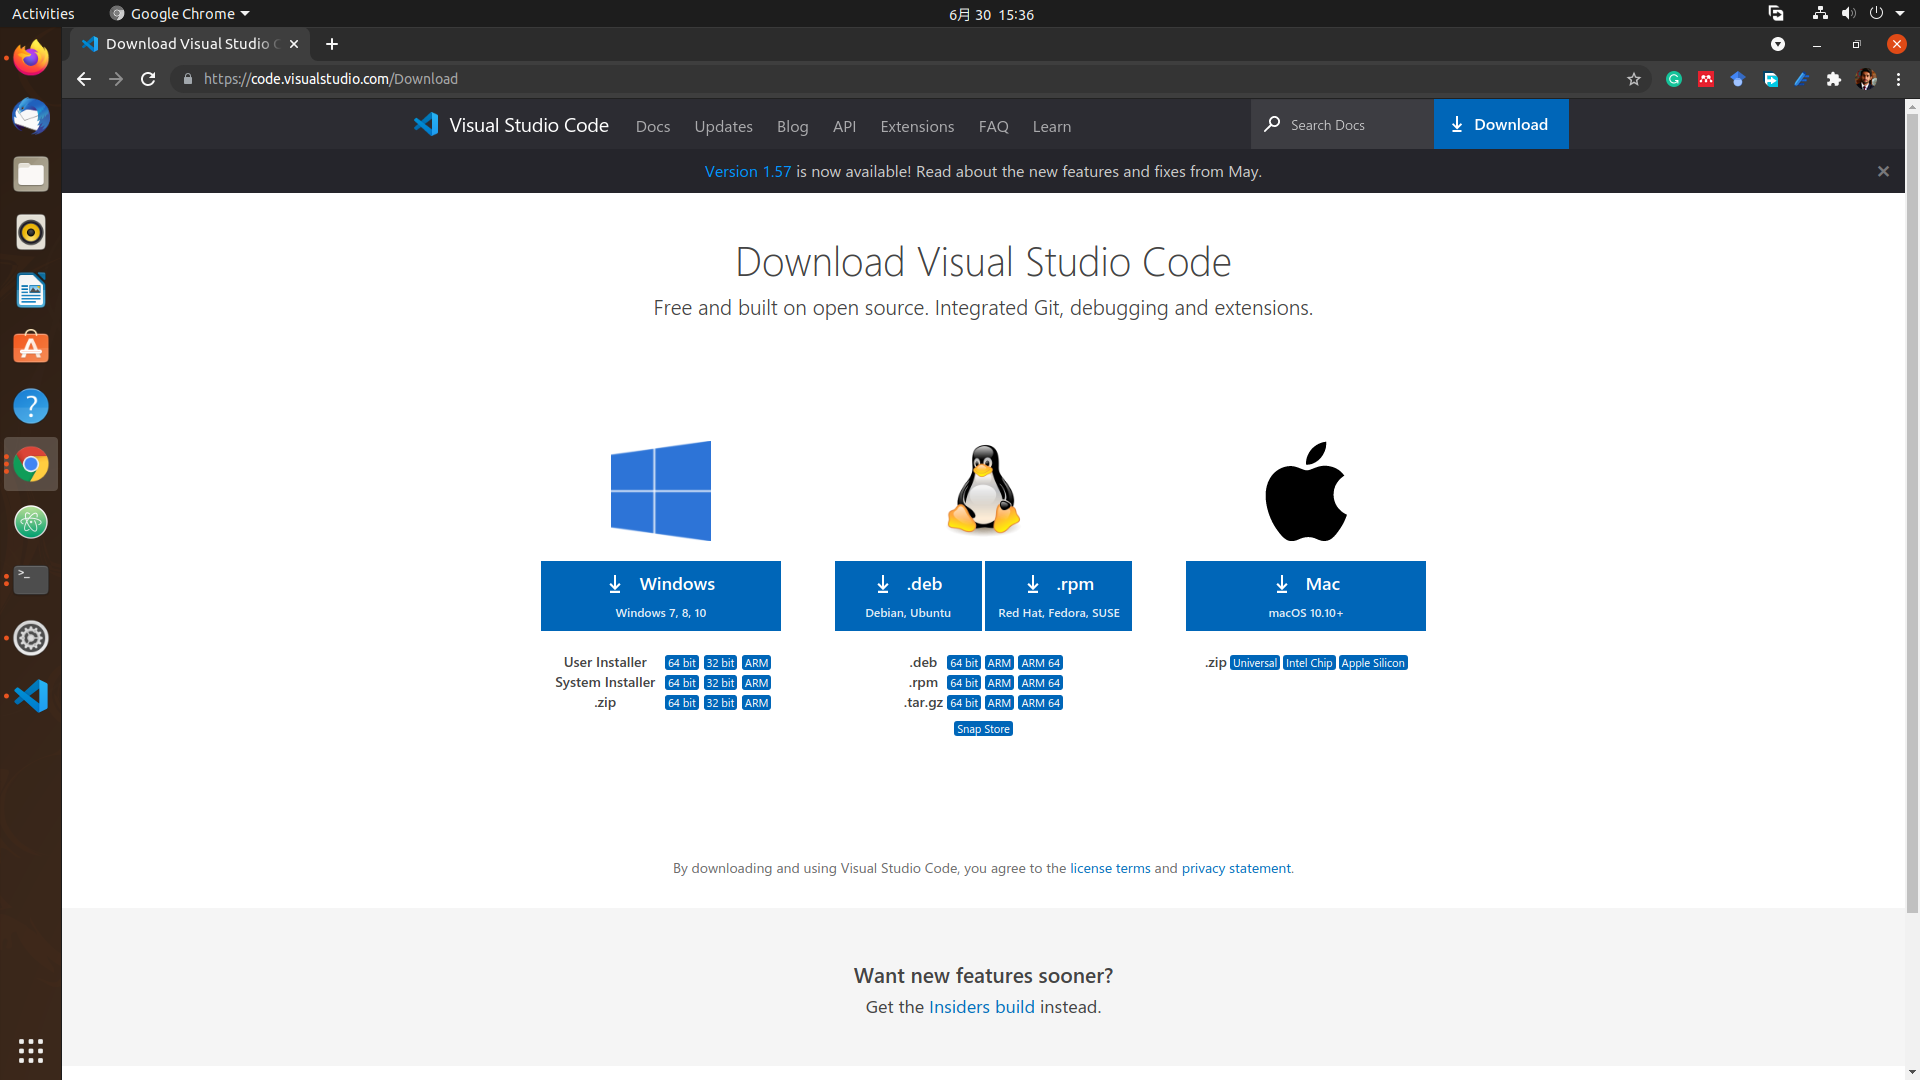 Activities
Google Chrome
6月 30 15:36
Download Visual Studio C
https://code.visualstudio.com/Download
Visual Studio Code
Docs
Updates
Blog
API
Extensions
FAQ
Learn
Search Docs
Download
Version 1.57 is now available! Read about the new features and fixes from May.
Download Visual Studio Code
Free and built on open source. Integrated Git, debugging and extensions.
Windows
Windows 7, 8, 10
User Installer 64 bit 32 bit ARM
System Installer 64 bit 32 bit ARM
.zip 64 bit 32 bit ARM
.deb
Debian, Ubuntu
.rpm
Red Hat, Fedora, SUSE
.deb 64 bit ARM ARM 64
.rpm 64 bit ARM ARM 64
.tar.gz 64 bit ARM ARM 64
Snap Store
Mac
macOS 10.10+
.zip Universal Intel Chip Apple Silicon
By downloading and using Visual Studio Code, you agree to the license terms and privacy statement.
Want new features sooner?
Get the Insiders build instead.